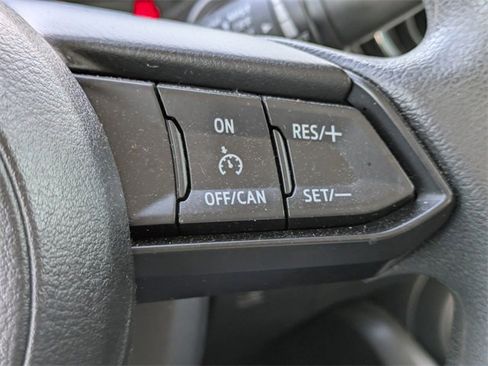 ON
OFF/CAN
RES/+
SET/—